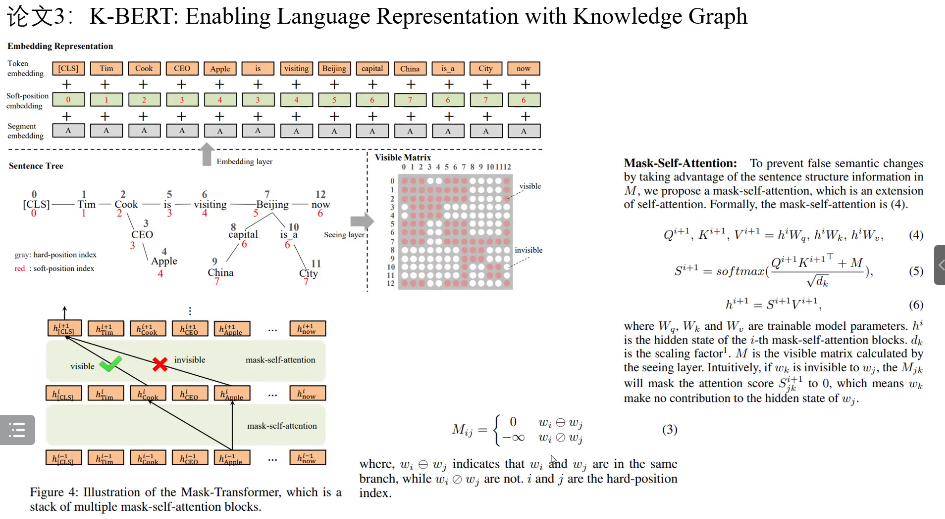 论文3：K-BERT: Enabling Language Representation with Knowledge Graph
Embedding Representation
Token embedding [CLS] Tim Cook CEO Apple is visiting Beijing capital China is_a City now
+ + + + + + + + + + + + +
Soft-position embedding 0 1 2 3 4 3 4 5 6 7 6 7 6
+ + + + + + + + + + + + +
Segment embedding A A A A A A A A A A A A A
Embedding layer
Sentence Tree
0 1 2 5 6 7 12
[CLS] Tim Cook is visiting Beijing now
0 1 2 3 4 5 6
3 8 10
CEO capital is_a
3 6 6
4 9 11
Apple China City
4 7 7
gray: hard-position index
red : soft-position index
Seeing layer
Visible Matrix
0 1 2 3 4 5 6 7 8 9 10 11 12
0
1
2
3
4
5
6
7
8
9
10
11
12
visible
invisible
h^{i+1}_{[CLS]} h^{i+1}_{Tim} h^{i+1}_{Cook} h^{i+1}_{CEO} h^{i+1}_{Apple} ... h^{i+1}_{now}
visible invisible mask-self-attention
h^{i}_{[CLS]} h^{i}_{Tim} h^{i}_{Cook} h^{i}_{CEO} h^{i}_{Apple} ... h^{i}_{now}
mask-self-attention
h^{i-1}_{[CLS]} h^{i-1}_{Tim} h^{i-1}_{Cook} h^{i-1}_{CEO} h^{i-1}_{Apple} ... h^{i-1}_{now}
Figure 4: Illustration of the Mask-Transformer, which is a
stack of multiple mask-self-attention blocks.
M_{ij} = { 0 w_i ⊖ w_j
−∞ w_i ⊘ w_j (3)
where, w_i ⊖ w_j indicates that w_i and w_j are in the same
branch, while w_i ⊘ w_j are not. i and j are the hard-position
index.
Mask-Self-Attention: To prevent false semantic changes
by taking advantage of the sentence structure information in
M, we propose a mask-self-attention, which is an extension
of self-attention. Formally, the mask-self-attention is (4).
Q^{i+1}, K^{i+1}, V^{i+1} = h^i W_q, h^i W_k, h^i W_v, (4)
S^{i+1} = softmax(\frac{Q^{i+1}K^{i+1⊤} + M}{√d_k}), (5)
h^{i+1} = S^{i+1}V^{i+1}, (6)
where W_q, W_k and W_v are trainable model parameters. h^i
is the hidden state of the i-th mask-self-attention blocks. d_k
is the scaling factor¹. M is the visible matrix calculated by
the seeing layer. Intuitively, if w_k is invisible to w_j, the M_{jk}
will mask the attention score S^{i+1}_{jk} to 0, which means w_k
make no contribution to the hidden state of w_j.